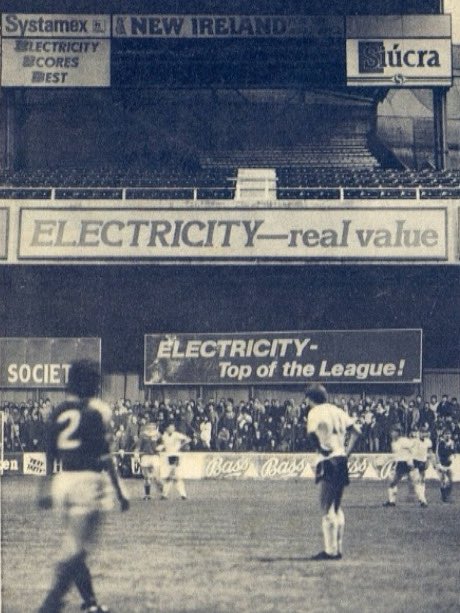 Systamex
NEW IRELAND
ELECTRICITY
SCORES
BEST
Siúcra
ELECTRICITY—real value
ELECTRICITY-
Top of the League!
SOCIET
2
Bass Bass Bass